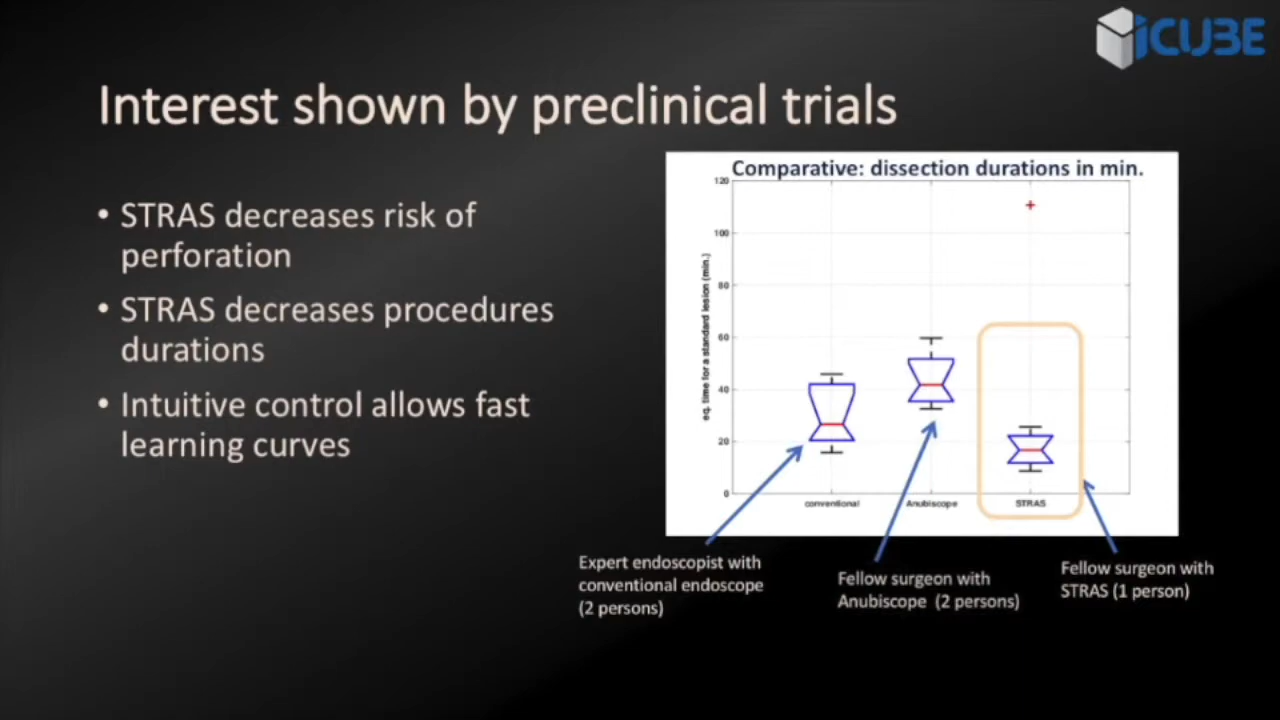 iCUBE
Interest shown by preclinical trials
• STRAS decreases risk of
perforation
• STRAS decreases procedures
durations
• Intuitive control allows fast
learning curves
Comparative: dissection durations in min.
eq. time for a standard lesion (min.)
120
100
80
60
40
20
0
conventional
Anubiscope
STRAS
Expert endoscopist with
conventional endoscope
(2 persons)
Fellow surgeon with
Anubiscope (2 persons)
Fellow surgeon with
STRAS (1 person)